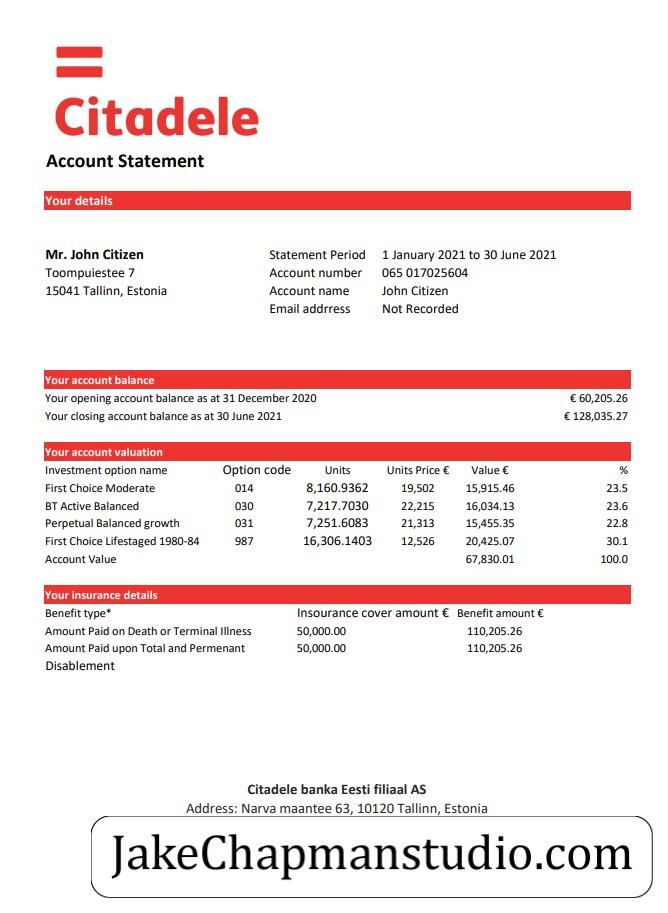 Citadele
Account Statement
Your details
Mr. John Citizen Statement Period 1 January 2021 to 30 June 2021
Toompuiestee 7 Account number 065 017025604
15041 Tallinn, Estonia Account name John Citizen
Email addrress Not Recorded
Your account balance
Your opening account balance as at 31 December 2020 € 60,205.26
Your closing account balance as at 30 June 2021 € 128,035.27
Your account valuation
Investment option name Option code Units Units Price € Value € %
First Choice Moderate 014 8,160.9362 19,502 15,915.46 23.5
BT Active Balanced 030 7,217.7030 22,215 16,034.13 23.6
Perpetual Balanced growth 031 7,251.6083 21,313 15,455.35 22.8
First Choice Lifestaged 1980-84 987 16,306.1403 12,526 20,425.07 30.1
Account Value 67,830.01 100.0
Your insurance details
Benefit type* Insourance cover amount € Benefit amount €
Amount Paid on Death or Terminal Illness 50,000.00 110,205.26
Amount Paid upon Total and Permenant 50,000.00 110,205.26
Disablement
Citadele banka Eesti filiaal AS
Address: Narva maantee 63, 10120 Tallinn, Estonia
JakeChapmanstudio.com